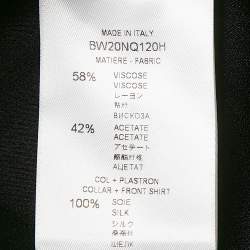 MADE IN ITALY
BW20NQ120H
MATIÈRE - FABRIC
58% VISCOSE
VISCOSE
レーヨン
粘纤
ВИСКОЗА
42% ACETATE
ACETATE
アセテート
醋酯纤维
АЦЕТАТ
COL + PLASTRON
COLLAR + FRONT SHIRT
100% SOIE
SILK
シルク
桑蚕丝
ШЕЛК